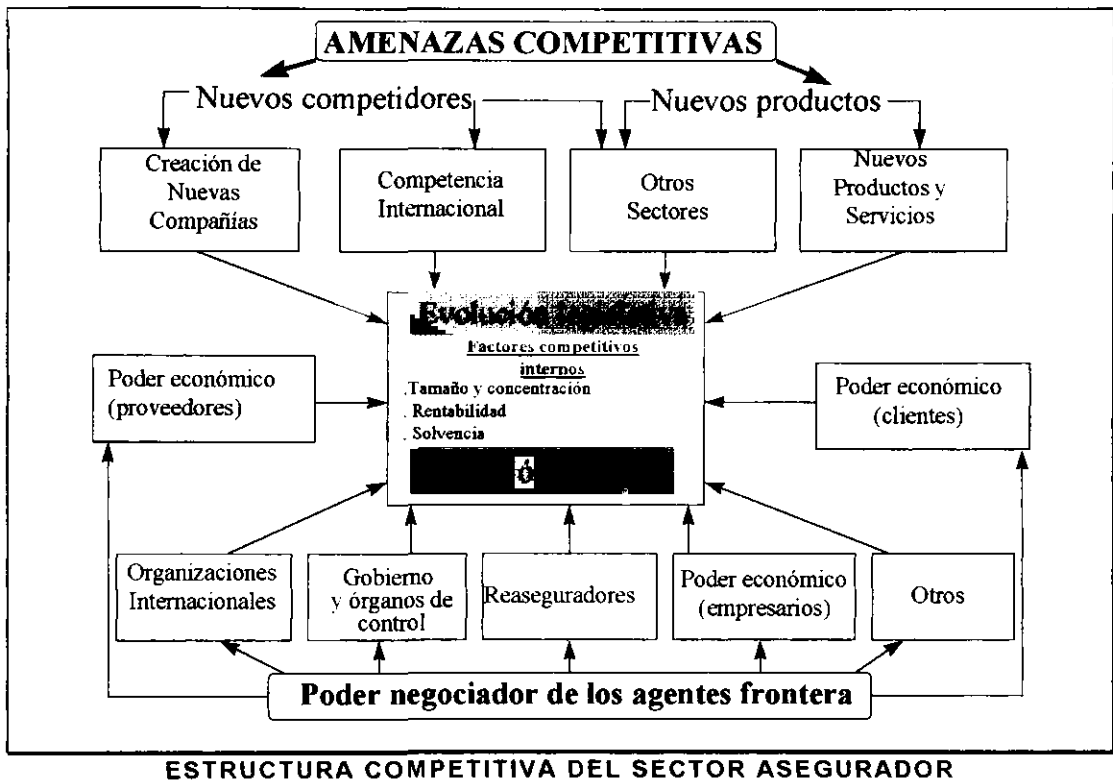 AMENAZAS COMPETITIVAS
Nuevos competidores
Nuevos productos
Creación de
Nuevas
Compañías
Competencia
Internacional
Otros
Sectores
Nuevos
Productos y
Servicios
Evolución legislativa
Factores competitivos
internos
.Tamaño y concentración
. Rentabilidad
. Solvencia
ó
Poder económico
(proveedores)
Poder económico
(clientes)
Organizaciones
Internacionales
Gobierno
y órganos de
control
Reaseguradores
Poder económico
(empresarios)
Otros
Poder negociador de los agentes frontera
ESTRUCTURA COMPETITIVA DEL SECTOR ASEGURADOR